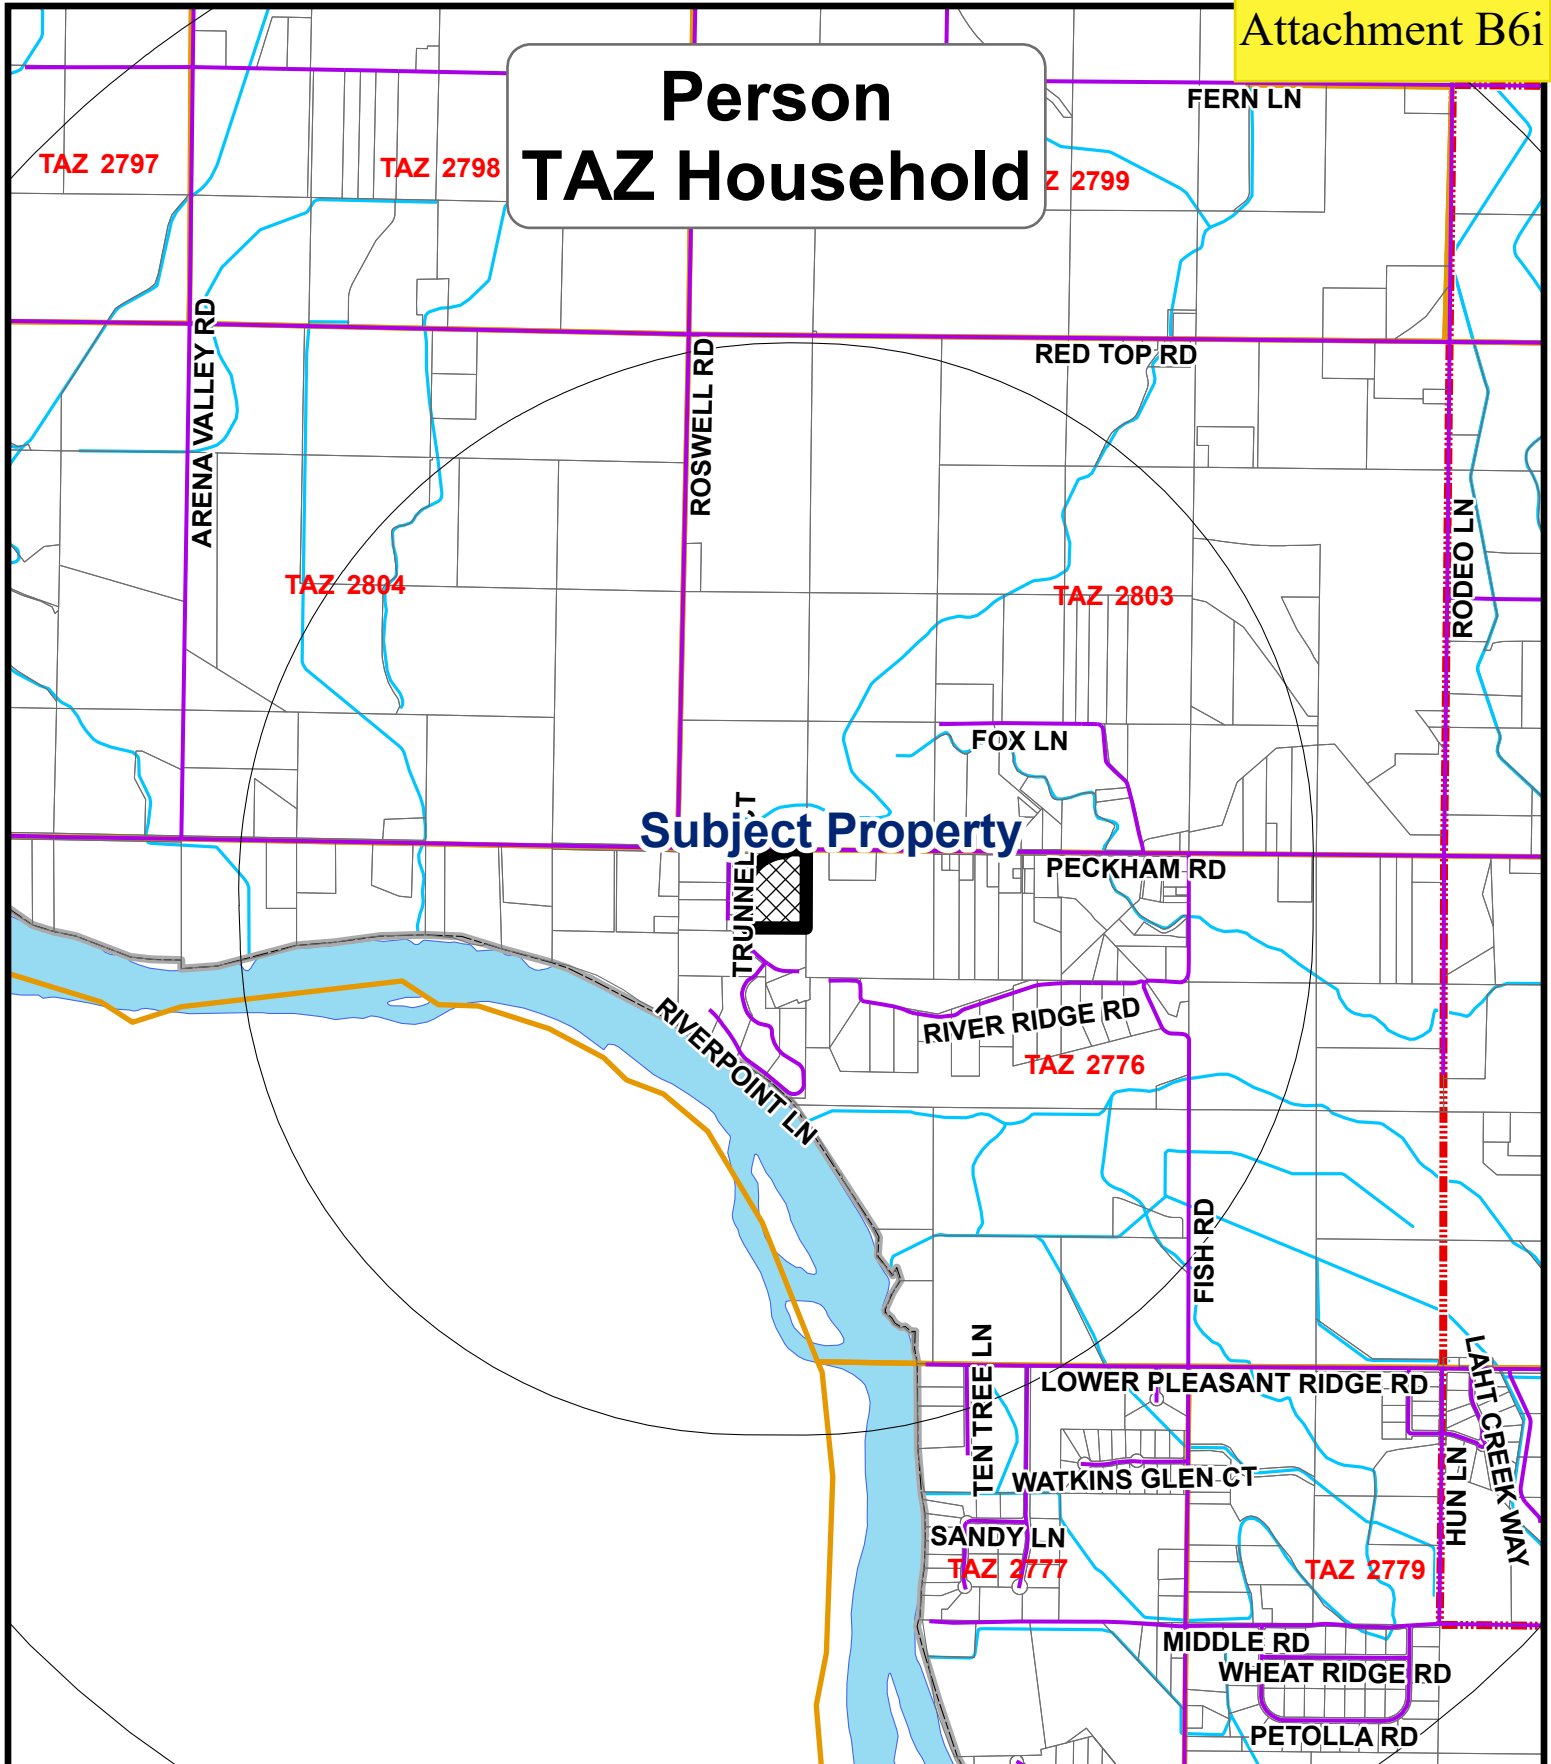 Attachment B6i
Person
TAZ Household
FERN LN
TAZ 2797
TAZ 2798
Z 2799
ARENA VALLEY RD
ROSWELL RD
RED TOP RD
RODEO LN
TAZ 2804
TAZ 2803
FOX LN
Subject Property
PECKHAM RD
RIVERPOINT LN
RIVER RIDGE RD
TAZ 2776
FISH RD
TEN TREE LN
LOWER PLEASANT RIDGE RD
LAHT CREEK WAY
WATKINS GLEN CT
HUN LN
SANDY LN
TAZ 2777
TAZ 2779
MIDDLE RD
WHEAT RIDGE RD
PETOLLA RD